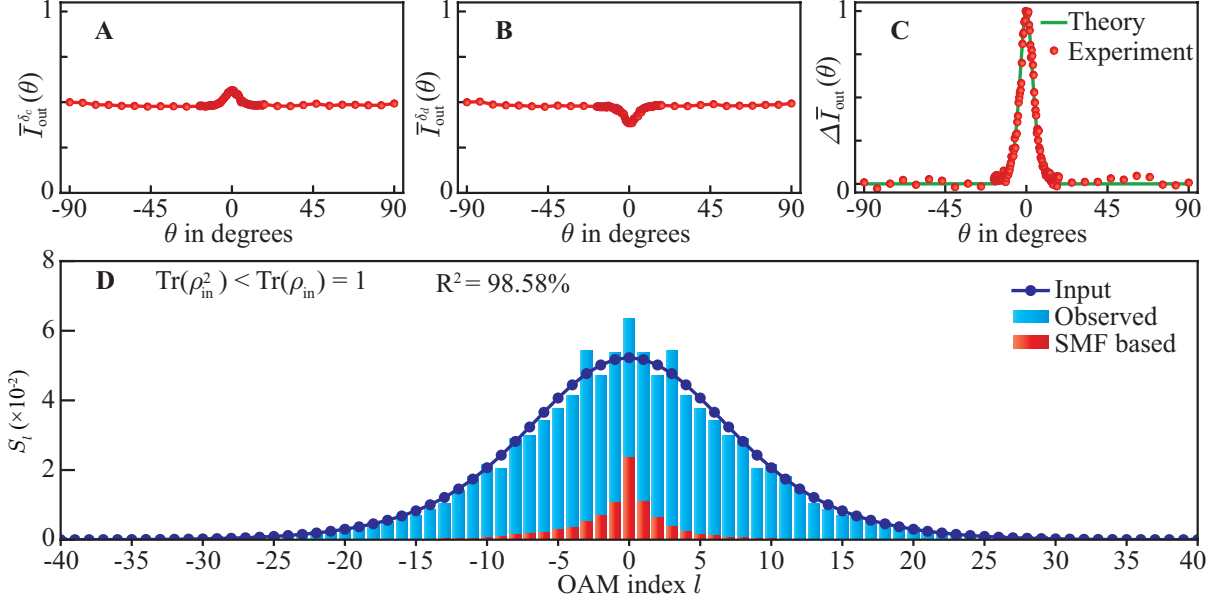 1
A
Ī_out^δc (θ)
0
-90 -45 0 45 90
θ in degrees
1
B
Ī_out^δd (θ)
0
-90 -45 0 45 90
θ in degrees
1
C
Theory
Experiment
ΔĪ_out (θ)
0
-90 -45 0 45 90
θ in degrees
8
D Tr(ρ_in^2) < Tr(ρ_in) = 1 R² = 98.58%
Input
Observed
SMF based
6
4
2
0
S_l (×10⁻²)
-40 -35 -30 -25 -20 -15 -10 -5 0 5 10 15 20 25 30 35 40
OAM index l